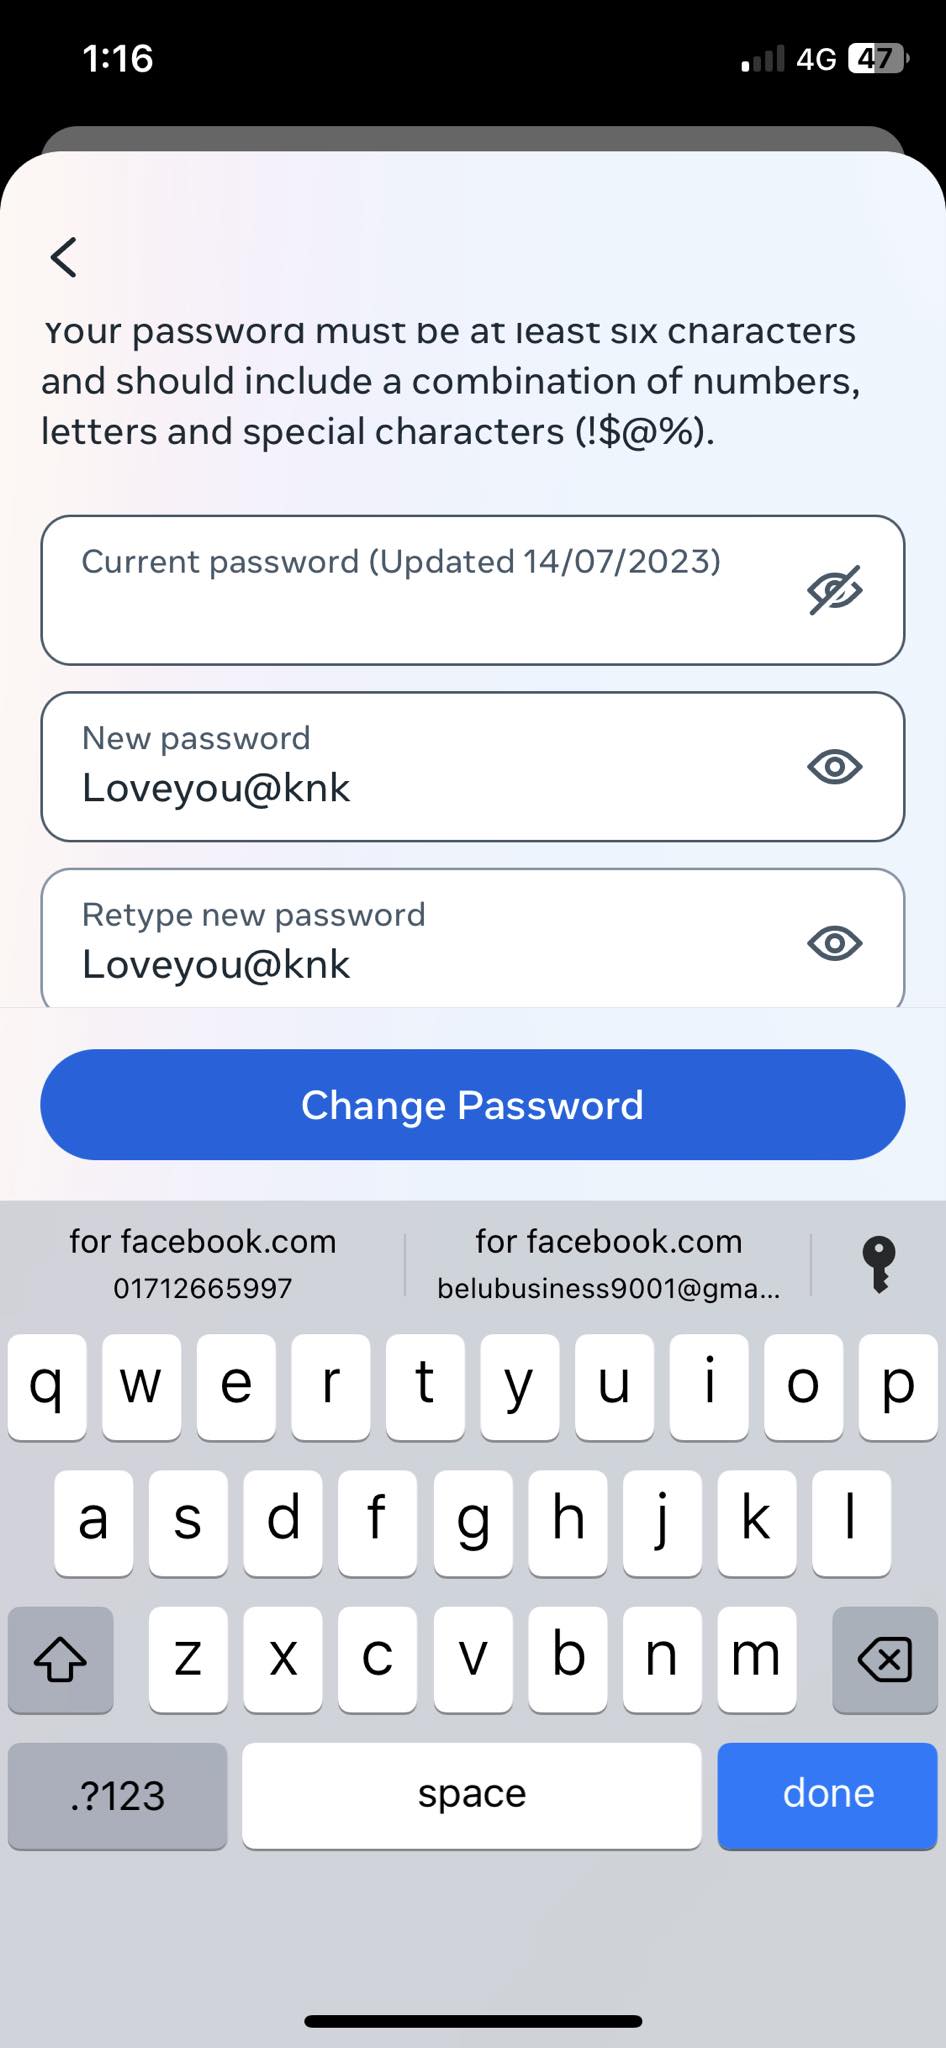 1:16
4G
47
Your password must be at least six characters
and should include a combination of numbers,
letters and special characters (!$@%).
Current password (Updated 14/07/2023)
New password
Loveyou@knk
Retype new password
Loveyou@knk
Change Password
for facebook.com
01712665997
for facebook.com
belubusiness9001@gma...
q w e r t y u i o p
a s d f g h j k l
z x c v b n m
.?123
space
done